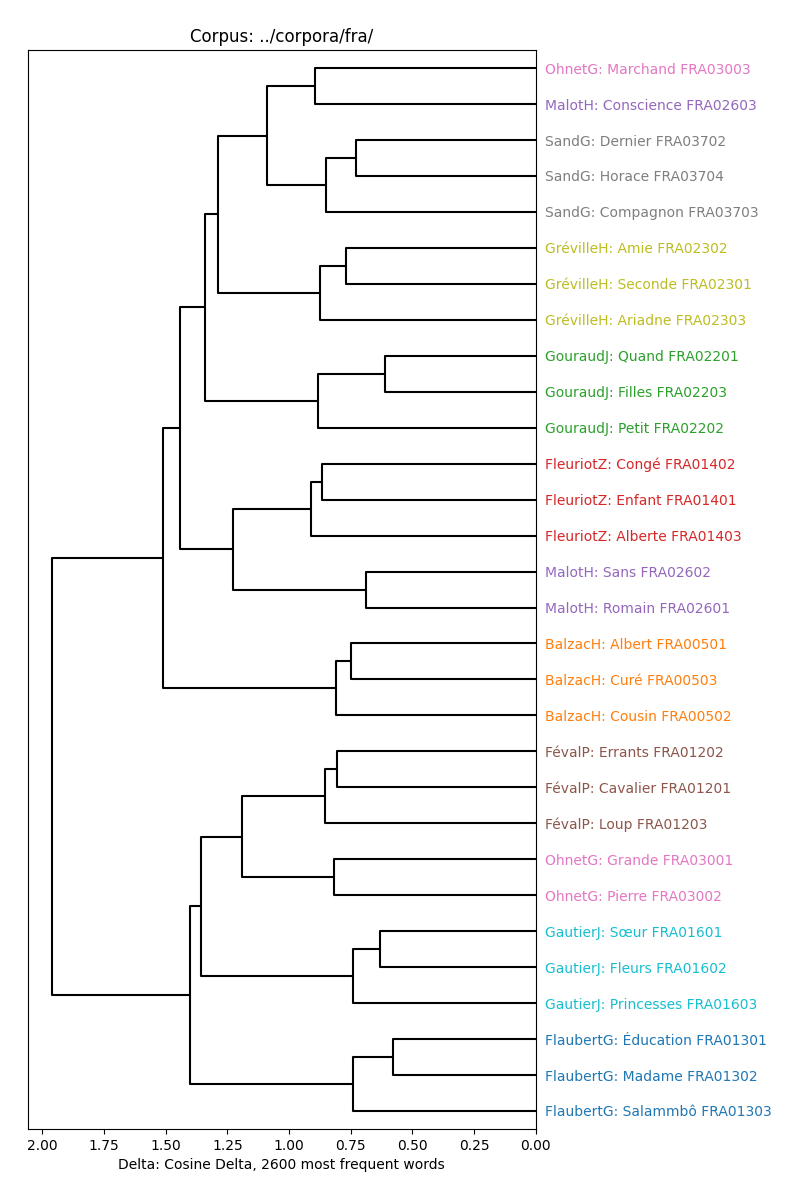 Corpus: ../corpora/fra/
OhnetG: Marchand FRA03003
MalotH: Conscience FRA02603
SandG: Dernier FRA03702
SandG: Horace FRA03704
SandG: Compagnon FRA03703
GrévilleH: Amie FRA02302
GrévilleH: Seconde FRA02301
GrévilleH: Ariadne FRA02303
GouraudJ: Quand FRA02201
GouraudJ: Filles FRA02203
GouraudJ: Petit FRA02202
FleuriotZ: Congé FRA01402
FleuriotZ: Enfant FRA01401
FleuriotZ: Alberte FRA01403
MalotH: Sans FRA02602
MalotH: Romain FRA02601
BalzacH: Albert FRA00501
BalzacH: Curé FRA00503
BalzacH: Cousin FRA00502
FévalP: Errants FRA01202
FévalP: Cavalier FRA01201
FévalP: Loup FRA01203
OhnetG: Grande FRA03001
OhnetG: Pierre FRA03002
GautierJ: Sœur FRA01601
GautierJ: Fleurs FRA01602
GautierJ: Princesses FRA01603
FlaubertG: Éducation FRA01301
FlaubertG: Madame FRA01302
FlaubertG: Salammbô FRA01303
2.00 1.75 1.50 1.25 1.00 0.75 0.50 0.25 0.00
Delta: Cosine Delta, 2600 most frequent words